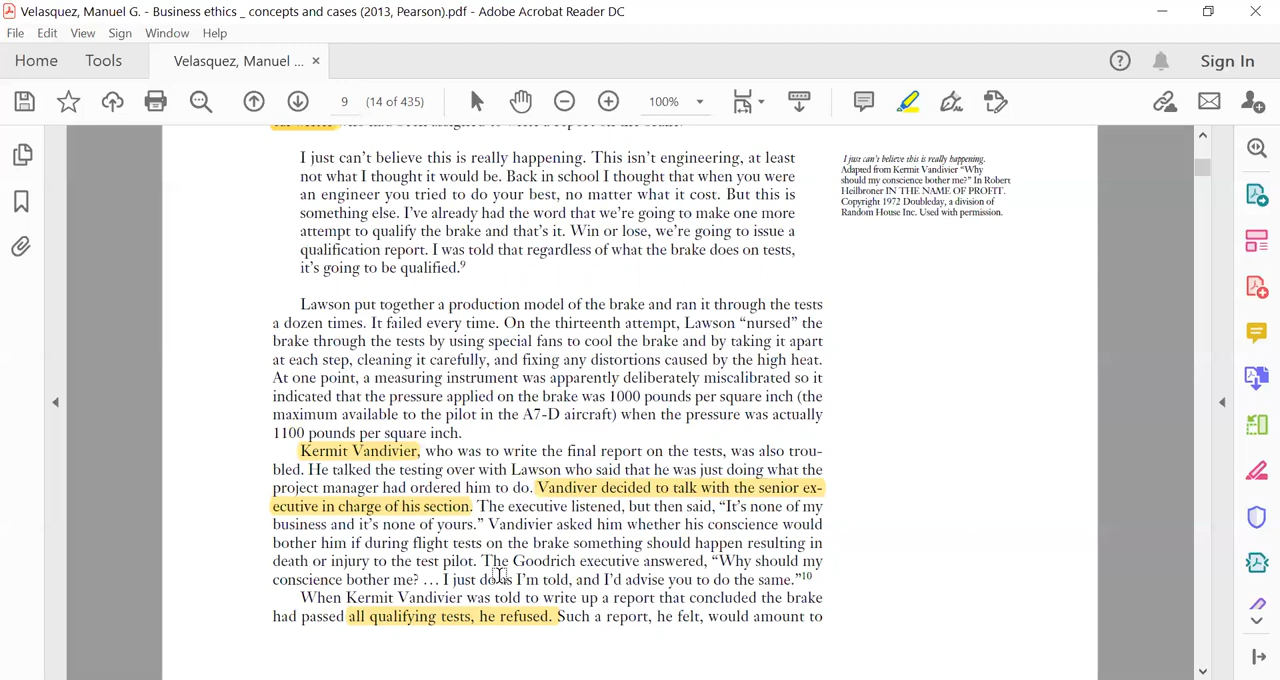 Velasquez, Manuel G. - Business ethics _ concepts and cases (2013, Pearson).pdf - Adobe Acrobat Reader DC
File Edit View Sign Window Help
Home Tools Velasquez, Manuel ... × Sign In
9 (14 of 435) 100%
I just can’t believe this is really happening. This isn’t engineering, at least
not what I thought it would be. Back in school I thought that when you were
an engineer you tried to do your best, no matter what it cost. But this is
something else. I’ve already had the word that we’re going to make one more
attempt to qualify the brake and that’s it. Win or lose, we’re going to issue a
qualification report. I was told that regardless of what the brake does on tests,
it’s going to be qualified.9
I just can’t believe this is really happening.
Adapted from Kermit Vandivier “Why
should my conscience bother me?” In Robert
Heilbroner IN THE NAME OF PROFIT.
Copyright 1972 Doubleday, a division of
Random House Inc. Used with permission.
Lawson put together a production model of the brake and ran it through the tests
a dozen times. It failed every time. On the thirteenth attempt, Lawson “nursed” the
brake through the tests by using special fans to cool the brake and by taking it apart
at each step, cleaning it carefully, and fixing any distortions caused by the high heat.
At one point, a measuring instrument was apparently deliberately miscalibrated so it
indicated that the pressure applied on the brake was 1000 pounds per square inch (the
maximum available to the pilot in the A7-D aircraft) when the pressure was actually
1100 pounds per square inch.
Kermit Vandivier, who was to write the final report on the tests, was also trou-
bled. He talked the testing over with Lawson who said that he was just doing what the
project manager had ordered him to do. Vandiver decided to talk with the senior ex-
ecutive in charge of his section. The executive listened, but then said, “It’s none of my
business and it’s none of yours.” Vandivier asked him whether his conscience would
bother him if during flight tests on the brake something should happen resulting in
death or injury to the test pilot. The Goodrich executive answered, “Why should my
conscience bother me? … I just do as I’m told, and I’d advise you to do the same.”10
When Kermit Vandivier was told to write up a report that concluded the brake
had passed all qualifying tests, he refused. Such a report, he felt, would amount to